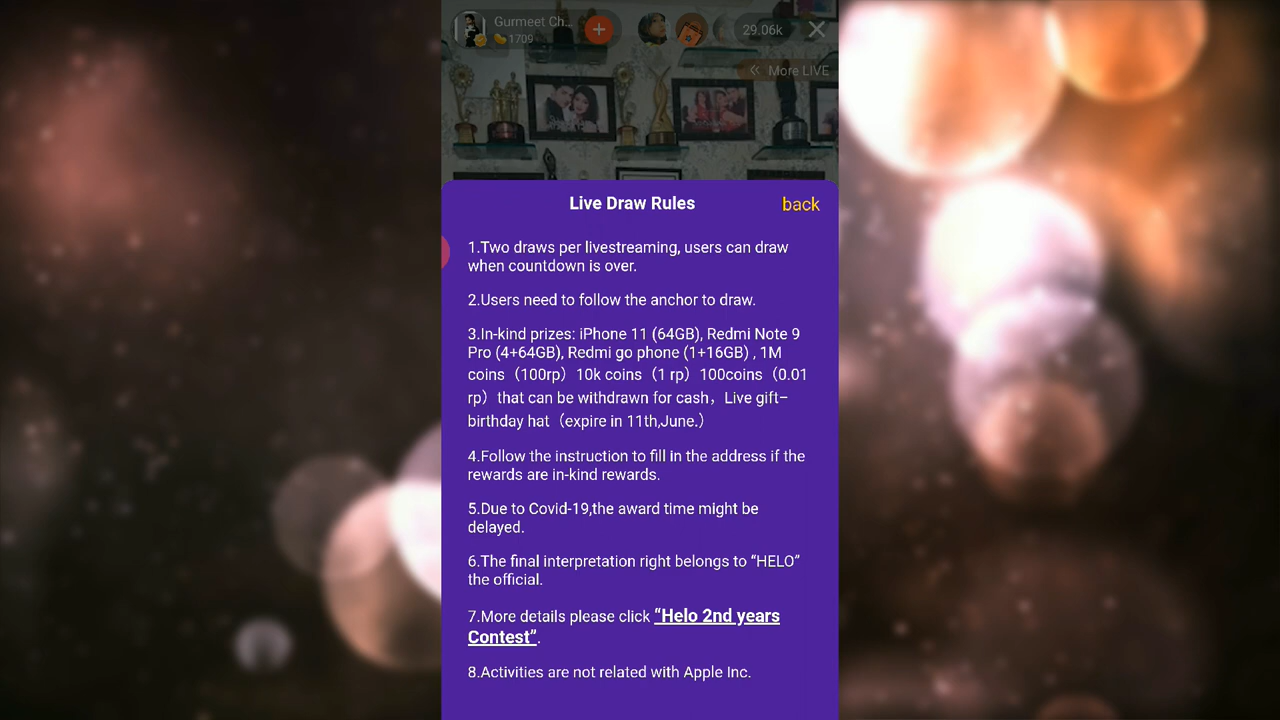 Gurmeet Ch...
1709
29.06k
More LIVE
Live Draw Rules
back
1.Two draws per livestreaming, users can draw
when countdown is over.
2.Users need to follow the anchor to draw.
3.In-kind prizes: iPhone 11 (64GB), Redmi Note 9
Pro (4+64GB), Redmi go phone (1+16GB) , 1M
coins（100rp）10k coins（1 rp）100coins（0.01
rp）that can be withdrawn for cash，Live gift–
birthday hat（expire in 11th,June.）
4.Follow the instruction to fill in the address if the
rewards are in-kind rewards.
5.Due to Covid-19,the award time might be
delayed.
6.The final interpretation right belongs to “HELO”
the official.
7.More details please click “Helo 2nd years
Contest”.
8.Activities are not related with Apple Inc.